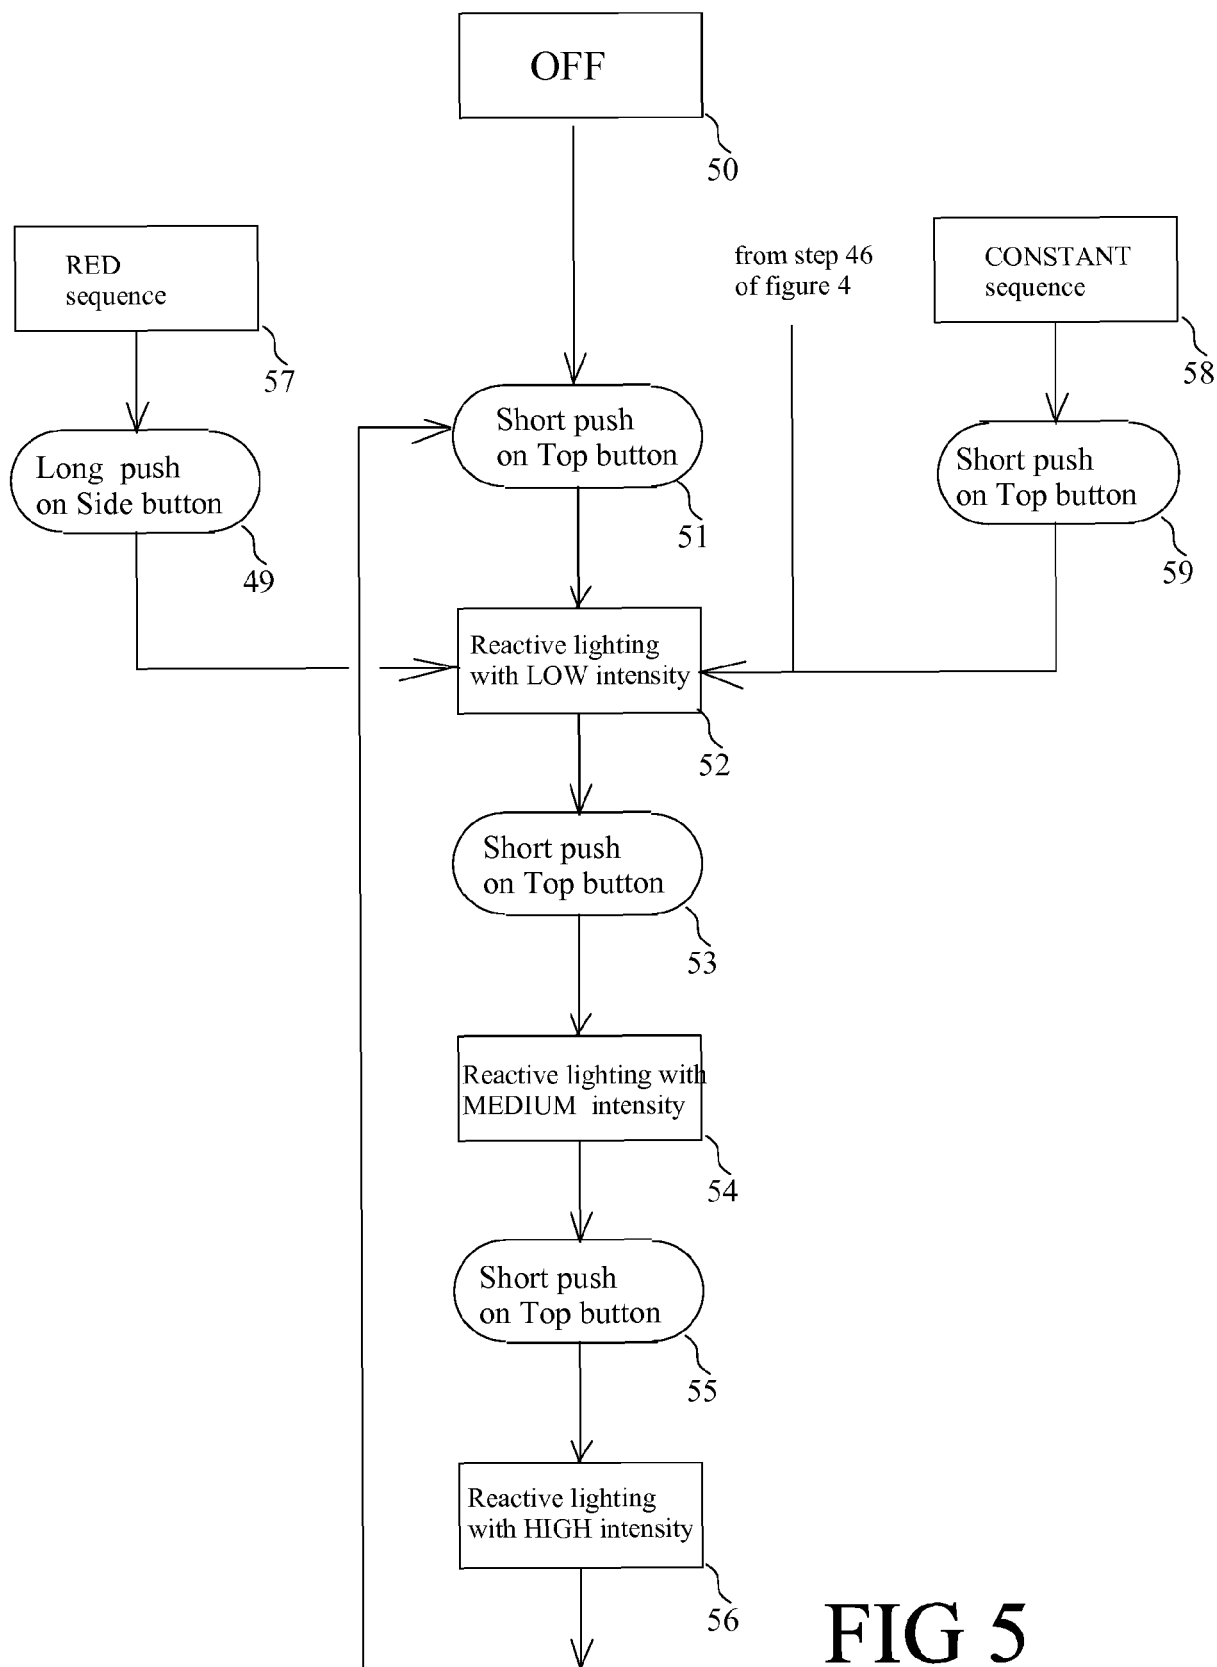 OFF
50
RED
sequence
57
from step 46
of figure 4
CONSTANT
sequence
58
Short push
on Top button
51
Long push
on Side button
49
Short push
on Top button
59
Reactive lighting
with LOW intensity
52
Short push
on Top button
53
Reactive lighting with
MEDIUM intensity
54
Short push
on Top button
55
Reactive lighting
with HIGH intensity
56
FIG 5